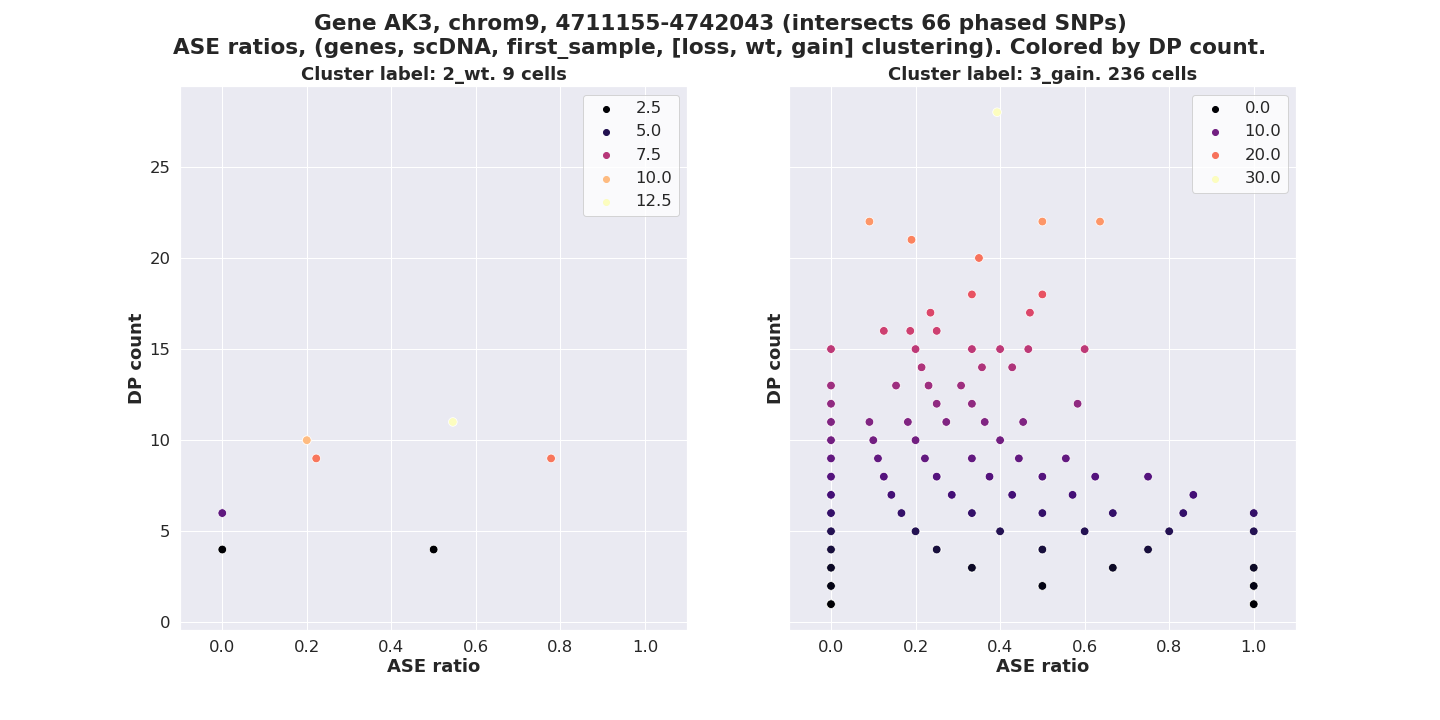 Gene AK3, chrom9, 4711155-4742043 (intersects 66 phased SNPs)
ASE ratios, (genes, scDNA, first_sample, [loss, wt, gain] clustering). Colored by DP count.
Cluster label: 2_wt. 9 cells
2.5
5.0
7.5
10.0
12.5
25
20
15
10
5
0
DP count
0.0 0.2 0.4 0.6 0.8 1.0
ASE ratio
Cluster label: 3_gain. 236 cells
0.0
10.0
20.0
30.0
DP count
0.0 0.2 0.4 0.6 0.8 1.0
ASE ratio